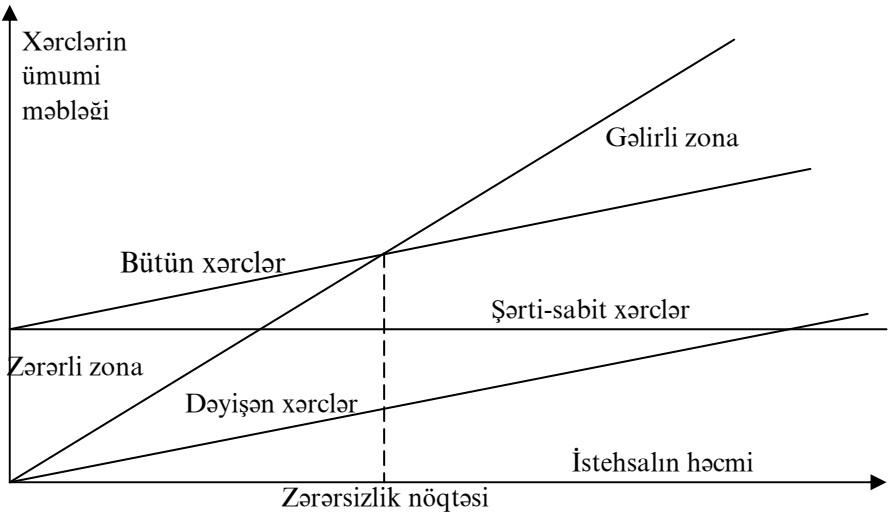 Xərclərin
ümumi
məbləği
Gəlirli zona
Bütün xərclər
Şərti-sabit xərclər
Zərərli zona
Dəyişən xərclər
İstehsalın həcmi
Zərərsizlik nöqtəsi